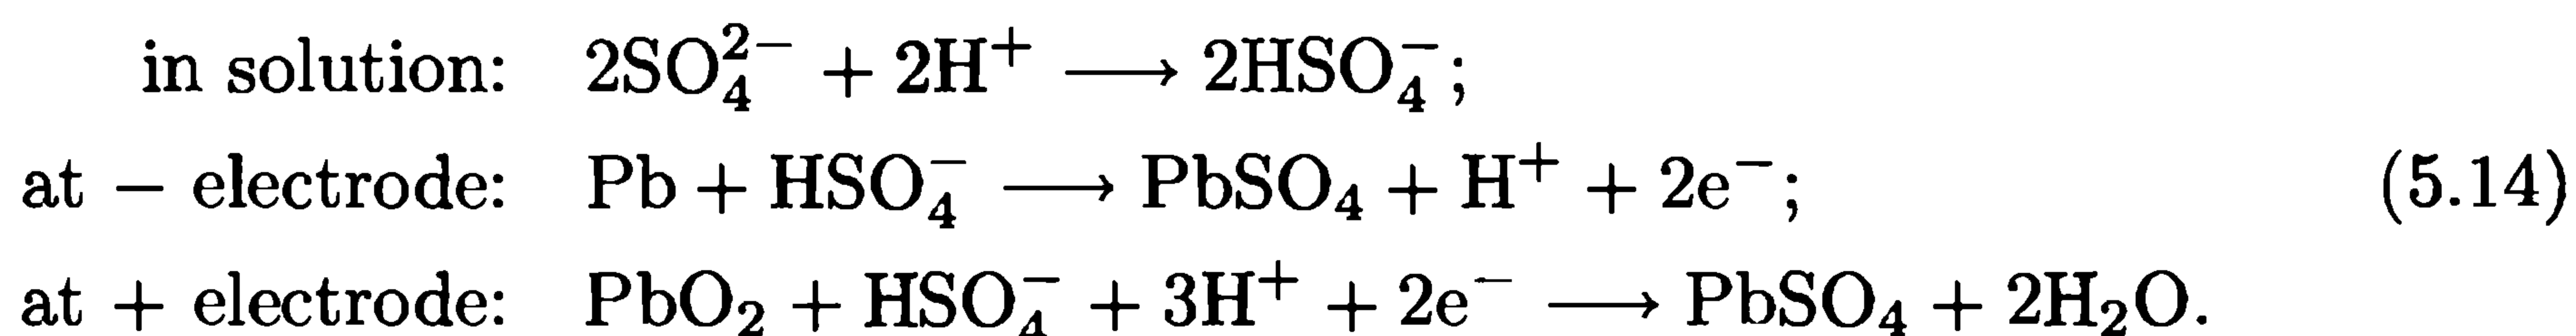 in solution: 2SO₄²⁻ + 2H⁺ ⟶ 2HSO₄⁻;
at − electrode: Pb + HSO₄⁻ ⟶ PbSO₄ + H⁺ + 2e⁻; (5.14)
at + electrode: PbO₂ + HSO₄⁻ + 3H⁺ + 2e⁻ ⟶ PbSO₄ + 2H₂O.